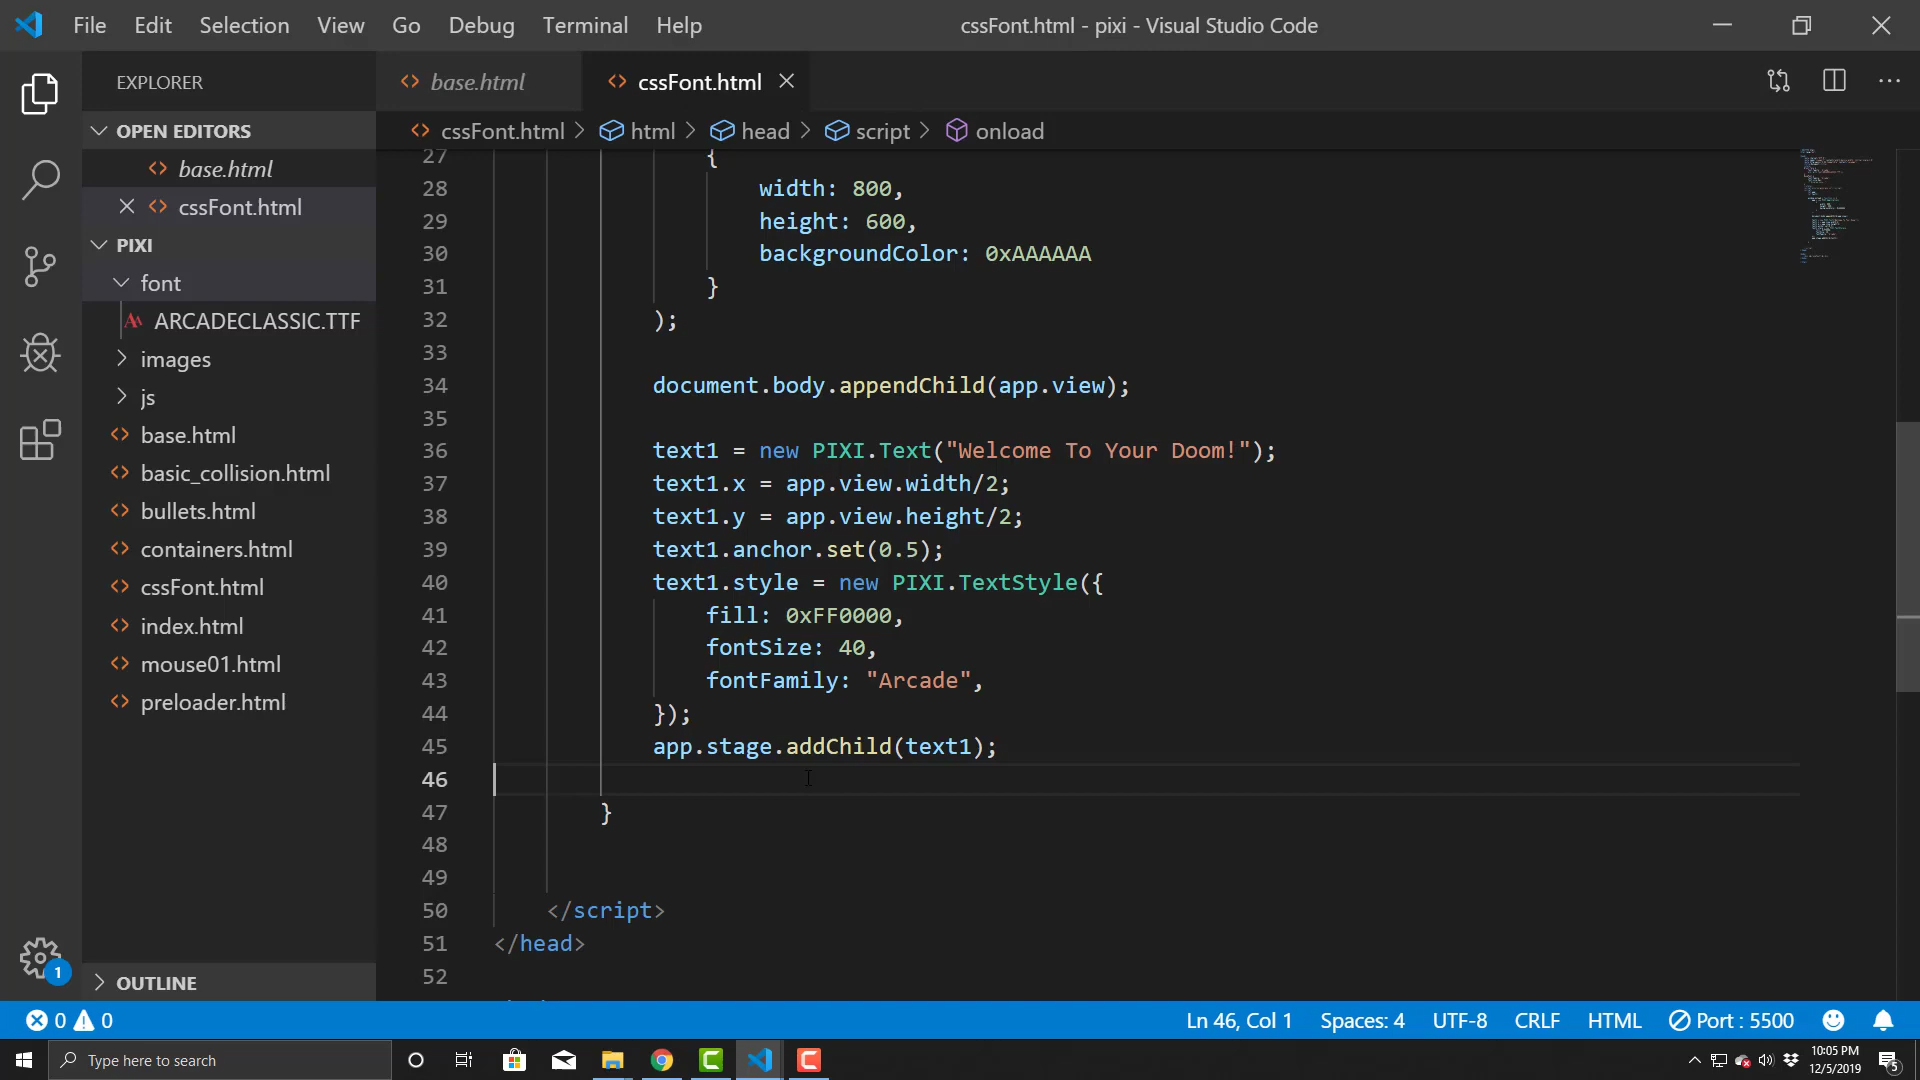 File Edit Selection View Go Debug Terminal Help
cssFont.html - pixi - Visual Studio Code
EXPLORER
OPEN EDITORS
base.html
cssFont.html
PIXI
font
ARCADECLASSIC.TTF
images
js
base.html
basic_collision.html
bullets.html
containers.html
cssFont.html
index.html
mouse01.html
preloader.html
OUTLINE
1
base.html
cssFont.html
cssFont.html > html > head > script > onload
27 {
28 width: 800,
29 height: 600,
30 backgroundColor: 0xAAAAAA
31 }
32 );
33
34 document.body.appendChild(app.view);
35
36 text1 = new PIXI.Text("Welcome To Your Doom!");
37 text1.x = app.view.width/2;
38 text1.y = app.view.height/2;
39 text1.anchor.set(0.5);
40 text1.style = new PIXI.TextStyle({
41 fill: 0xFF0000,
42 fontSize: 40,
43 fontFamily: "Arcade",
44 });
45 app.stage.addChild(text1);
46
47 }
48
49
50 </script>
51 </head>
52
0 0
Ln 46, Col 1 Spaces: 4 UTF-8 CRLF HTML Port : 5500
Type here to search
10:05 PM
12/5/2019
5